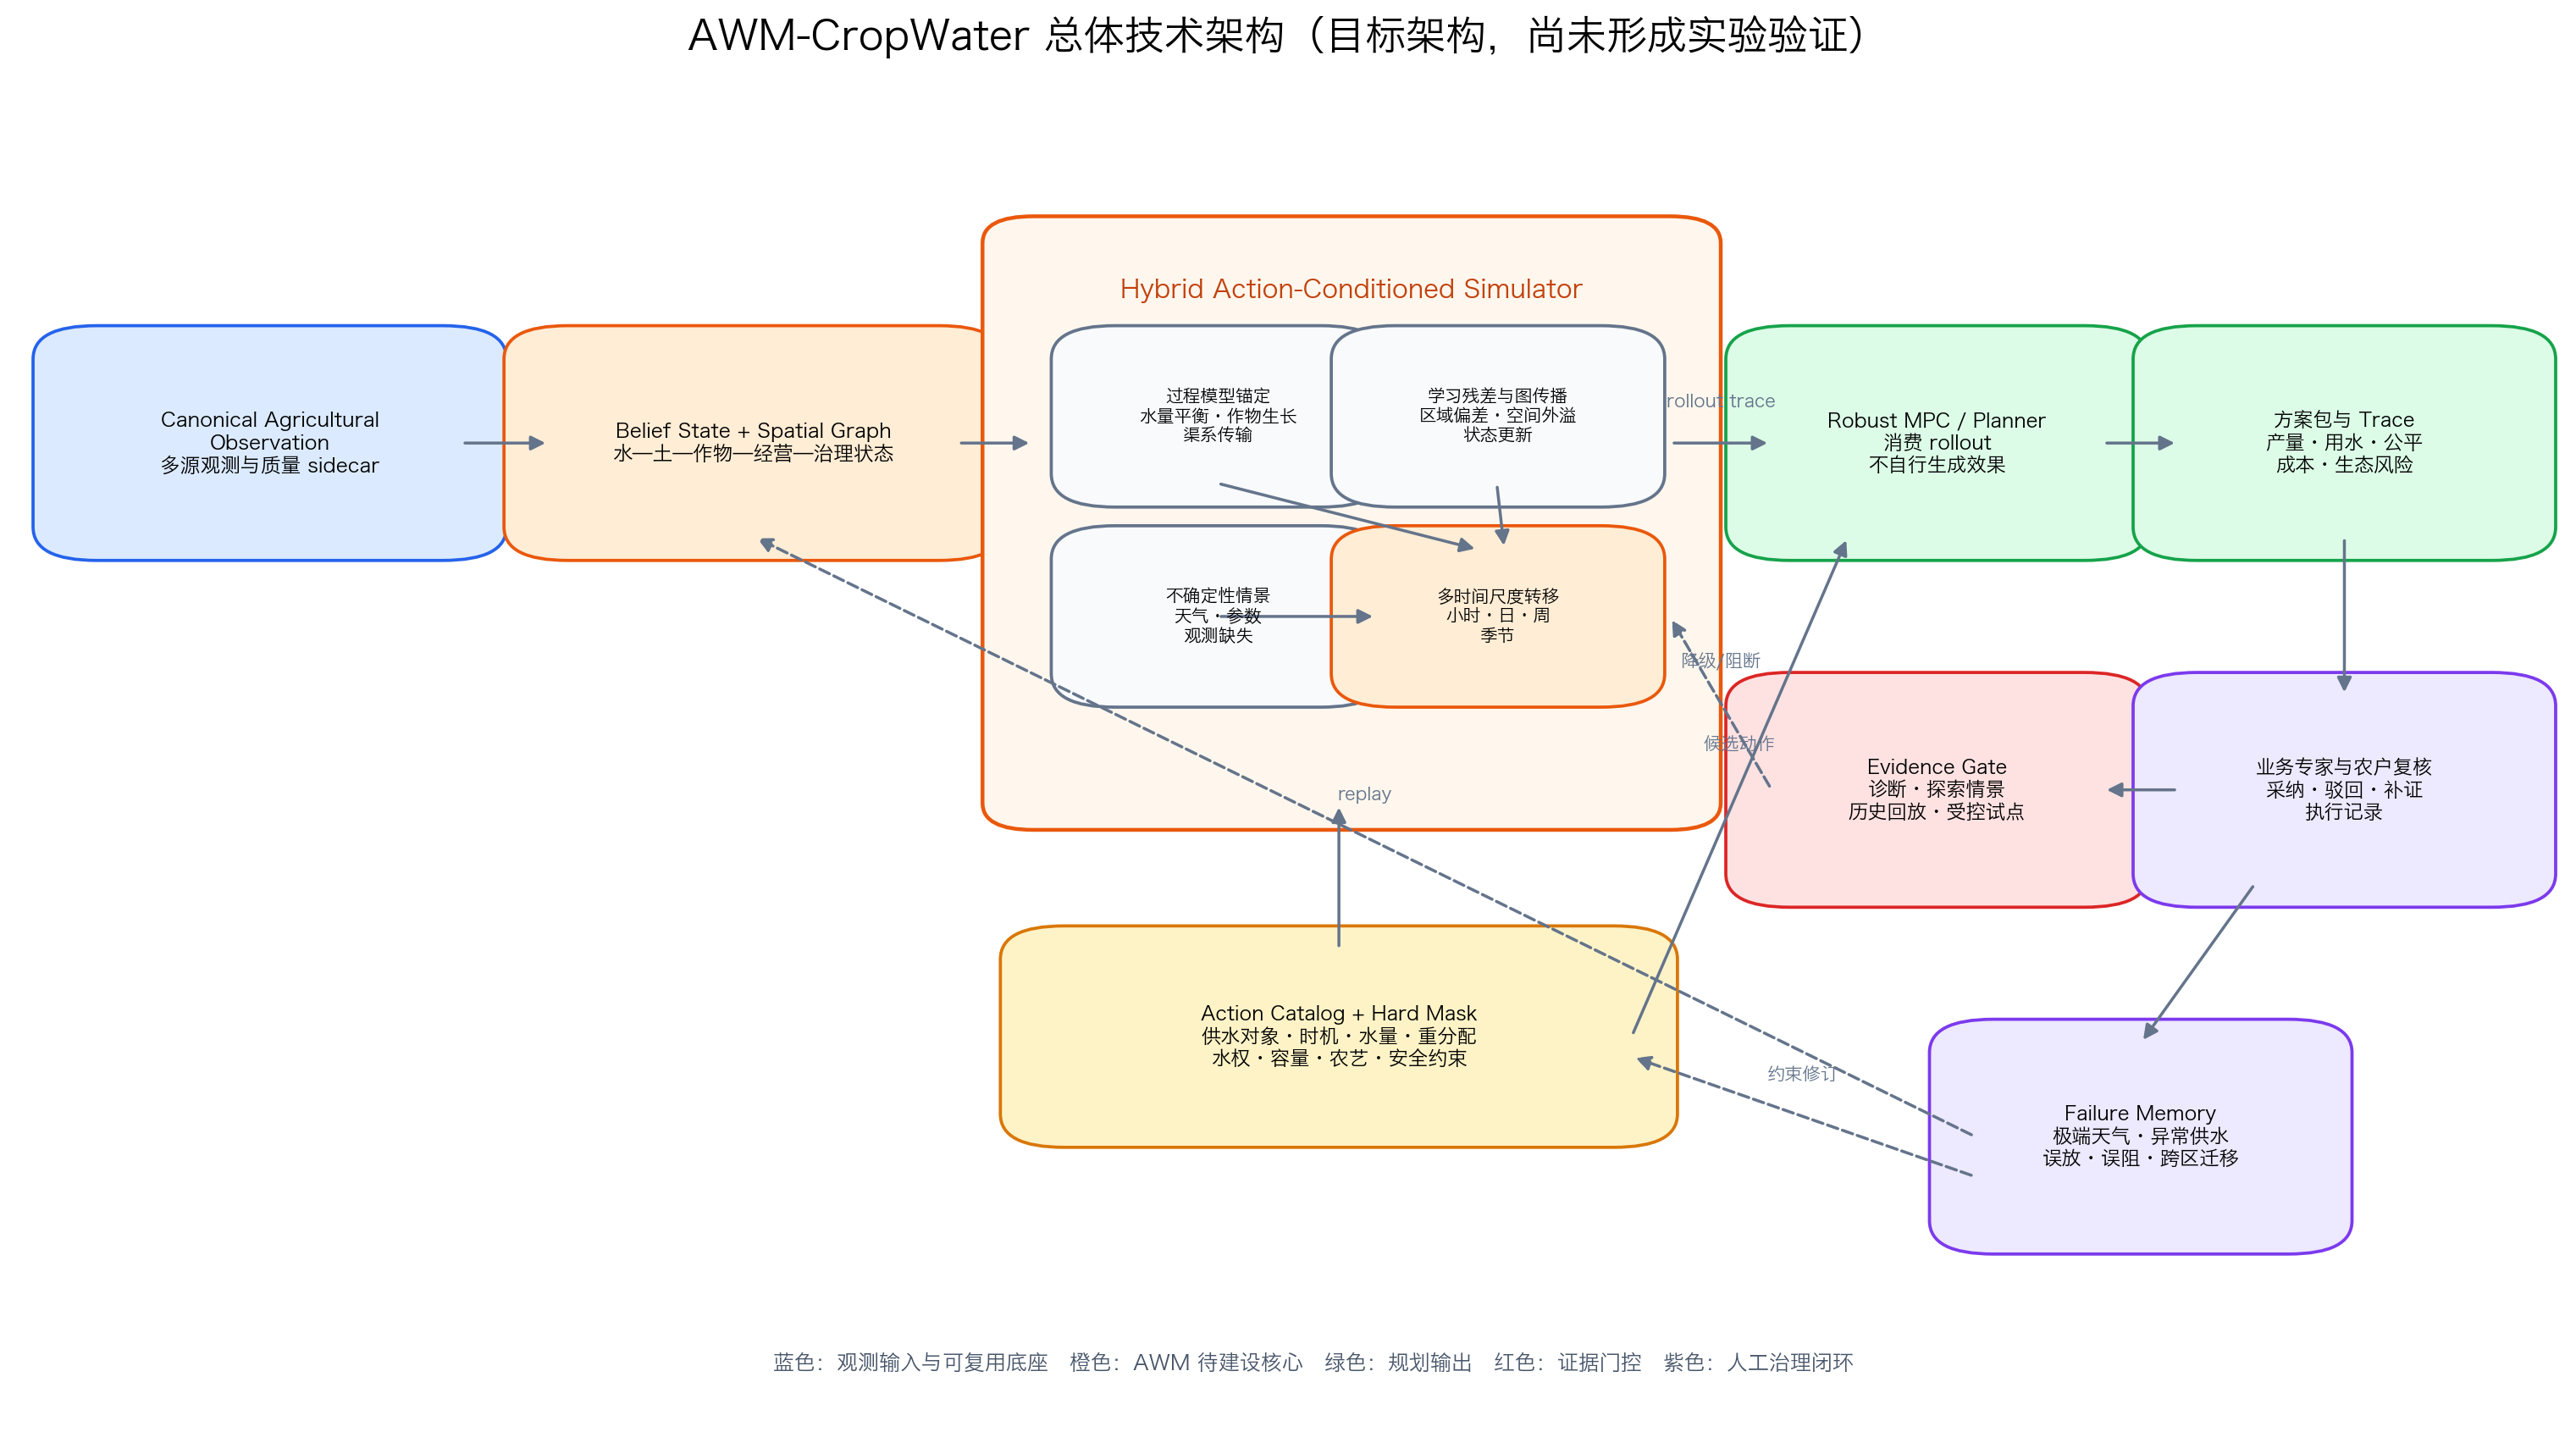 AWM-CropWater 总体技术架构（目标架构，尚未形成实验验证）
Hybrid Action-Conditioned Simulator
Canonical Agricultural
Observation
多源观测与质量 sidecar
Belief State + Spatial Graph
水—土—作物—经营—治理状态
过程模型锚定
水量平衡・作物生长
渠系传输
学习残差与图传播
区域偏差・空间外溢
状态更新
rollout trace
Robust MPC / Planner
消费 rollout
不自行生成效果
方案包与 Trace
产量・用水・公平
成本・生态风险
不确定性情景
天气・参数
观测缺失
多时间尺度转移
小时・日・周
季节
降级/阻断
候选动作
replay
Evidence Gate
诊断・探索情景
历史回放・受控试点
业务专家与农户复核
采纳・驳回・补证
执行记录
Action Catalog + Hard Mask
供水对象・时机・水量・重分配
水权・容量・农艺・安全约束
约束修订
Failure Memory
极端天气・异常供水
误放・误阻・跨区迁移
蓝色：观测输入与可复用底座 橙色：AWM 待建设核心 绿色：规划输出 红色：证据门控 紫色：人工治理闭环